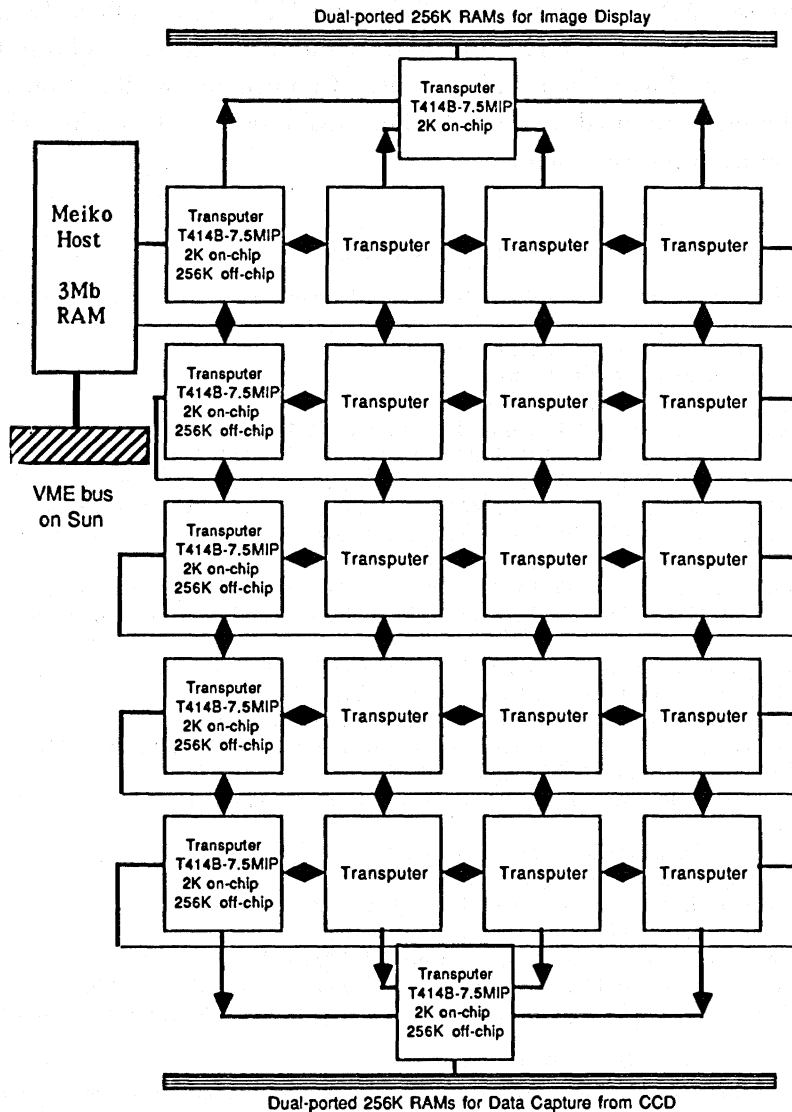 Dual-ported 256K RAMs for Image Display
Transputer
T414B-7.5MIP
2K on-chip
Meiko
Host
3Mb
RAM
Transputer
T414B-7.5MIP
2K on-chip
256K off-chip
Transputer
Transputer
Transputer
Transputer
T414B-7.5MIP
2K on-chip
256K off-chip
Transputer
Transputer
Transputer
VME bus
on Sun
Transputer
T414B-7.5MIP
2K on-chip
256K off-chip
Transputer
Transputer
Transputer
Transputer
T414B-7.5MIP
2K on-chip
256K off-chip
Transputer
Transputer
Transputer
Transputer
T414B-7.5MIP
2K on-chip
256K off-chip
Transputer
Transputer
Transputer
Transputer
T414B-7.5MIP
2K on-chip
256K off-chip
Dual-ported 256K RAMs for Data Capture from CCD